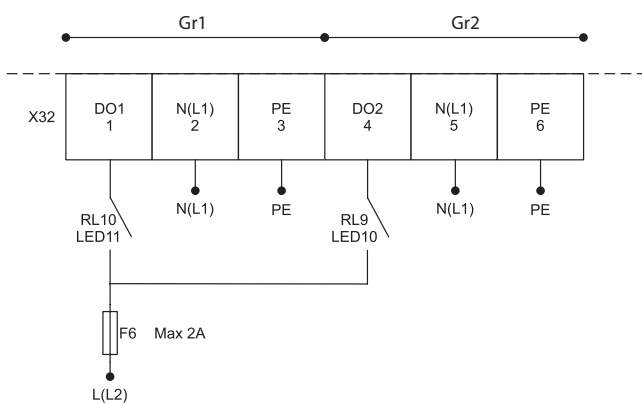 Gr1 Gr2
X32
DO1 N(L1) PE DO2 N(L1) PE
1 2 3 4 5 6
N(L1) PE N(L1) PE
RL10 RL9
LED11 LED10
F6 Max 2A
L(L2)